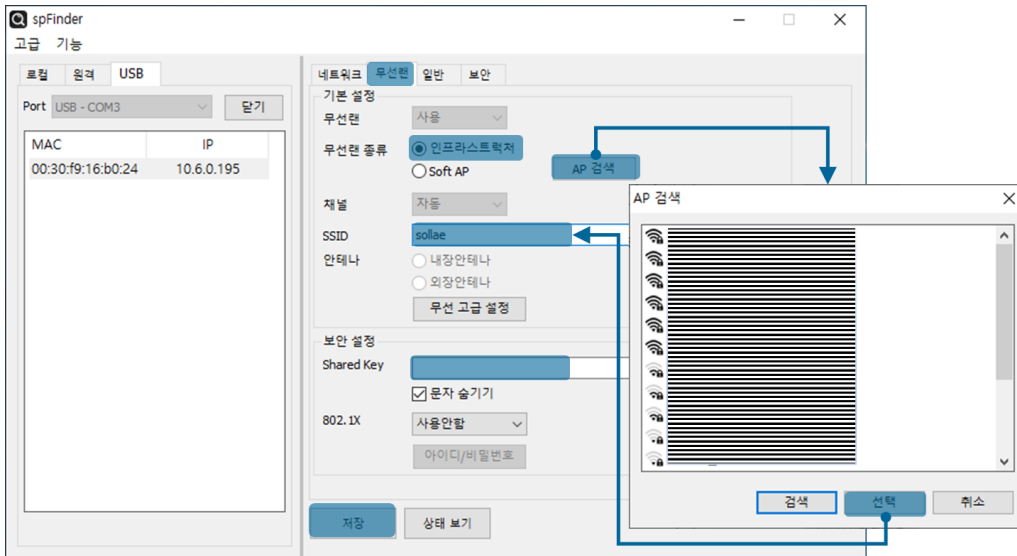 spFinder
고급 기능
로컬 원격 USB
Port USB - COM3 닫기
MAC IP
00:30:f9:16:b0:24 10.6.0.195
네트워크 무선랜 일반 보안
기본 설정
무선랜 사용
무선랜 종류 인프라스트럭처
Soft AP
AP 검색
채널 자동
SSID sollae
안테나 내장안테나
외장안테나
무선 고급 설정
보안 설정
Shared Key
문자 숨기기
802.1X 사용안함
아이디/비밀번호
저장 상태 보기
AP 검색
검색 선택 취소